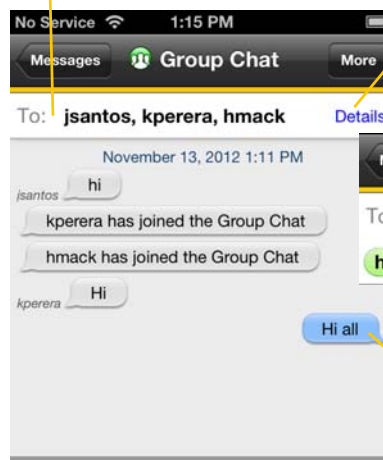 No Service 1:15 PM
Messages Group Chat More
To: jsantos, kperera, hmack Details
November 13, 2012 1:11 PM
hi
jsantos
kperera has joined the Group Chat
hmack has joined the Group Chat
Hi
kperera
Hi all